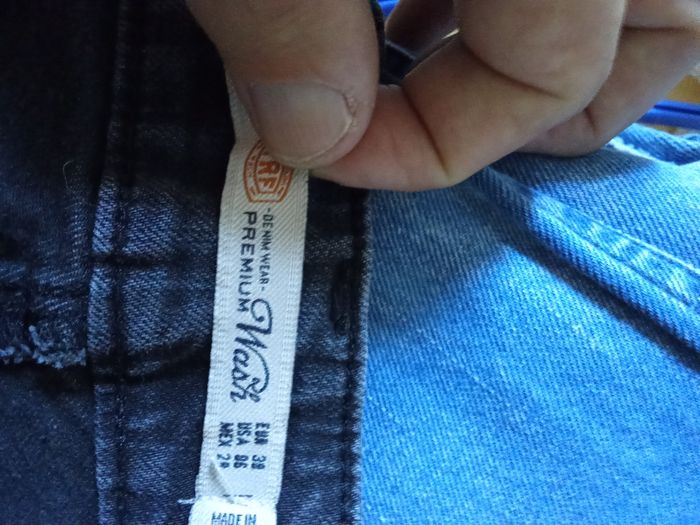 - DENIM WEAR -
PREMIUM
Wash
EUR 38
USA 06
MEX 28
MADE IN